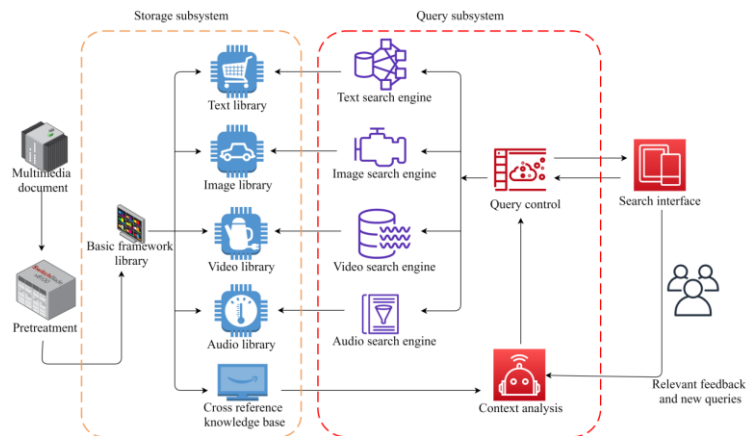 Storage subsystem
Query subsystem
Text library
Text search engine
Multimedia
document
Image library
Image search engine
Query control
Search interface
Basic framework
library
Video library
Video search engine
Pretreatment
Audio library
Audio search engine
Cross reference
knowledge base
Context analysis
Relevant feedback
and new queries